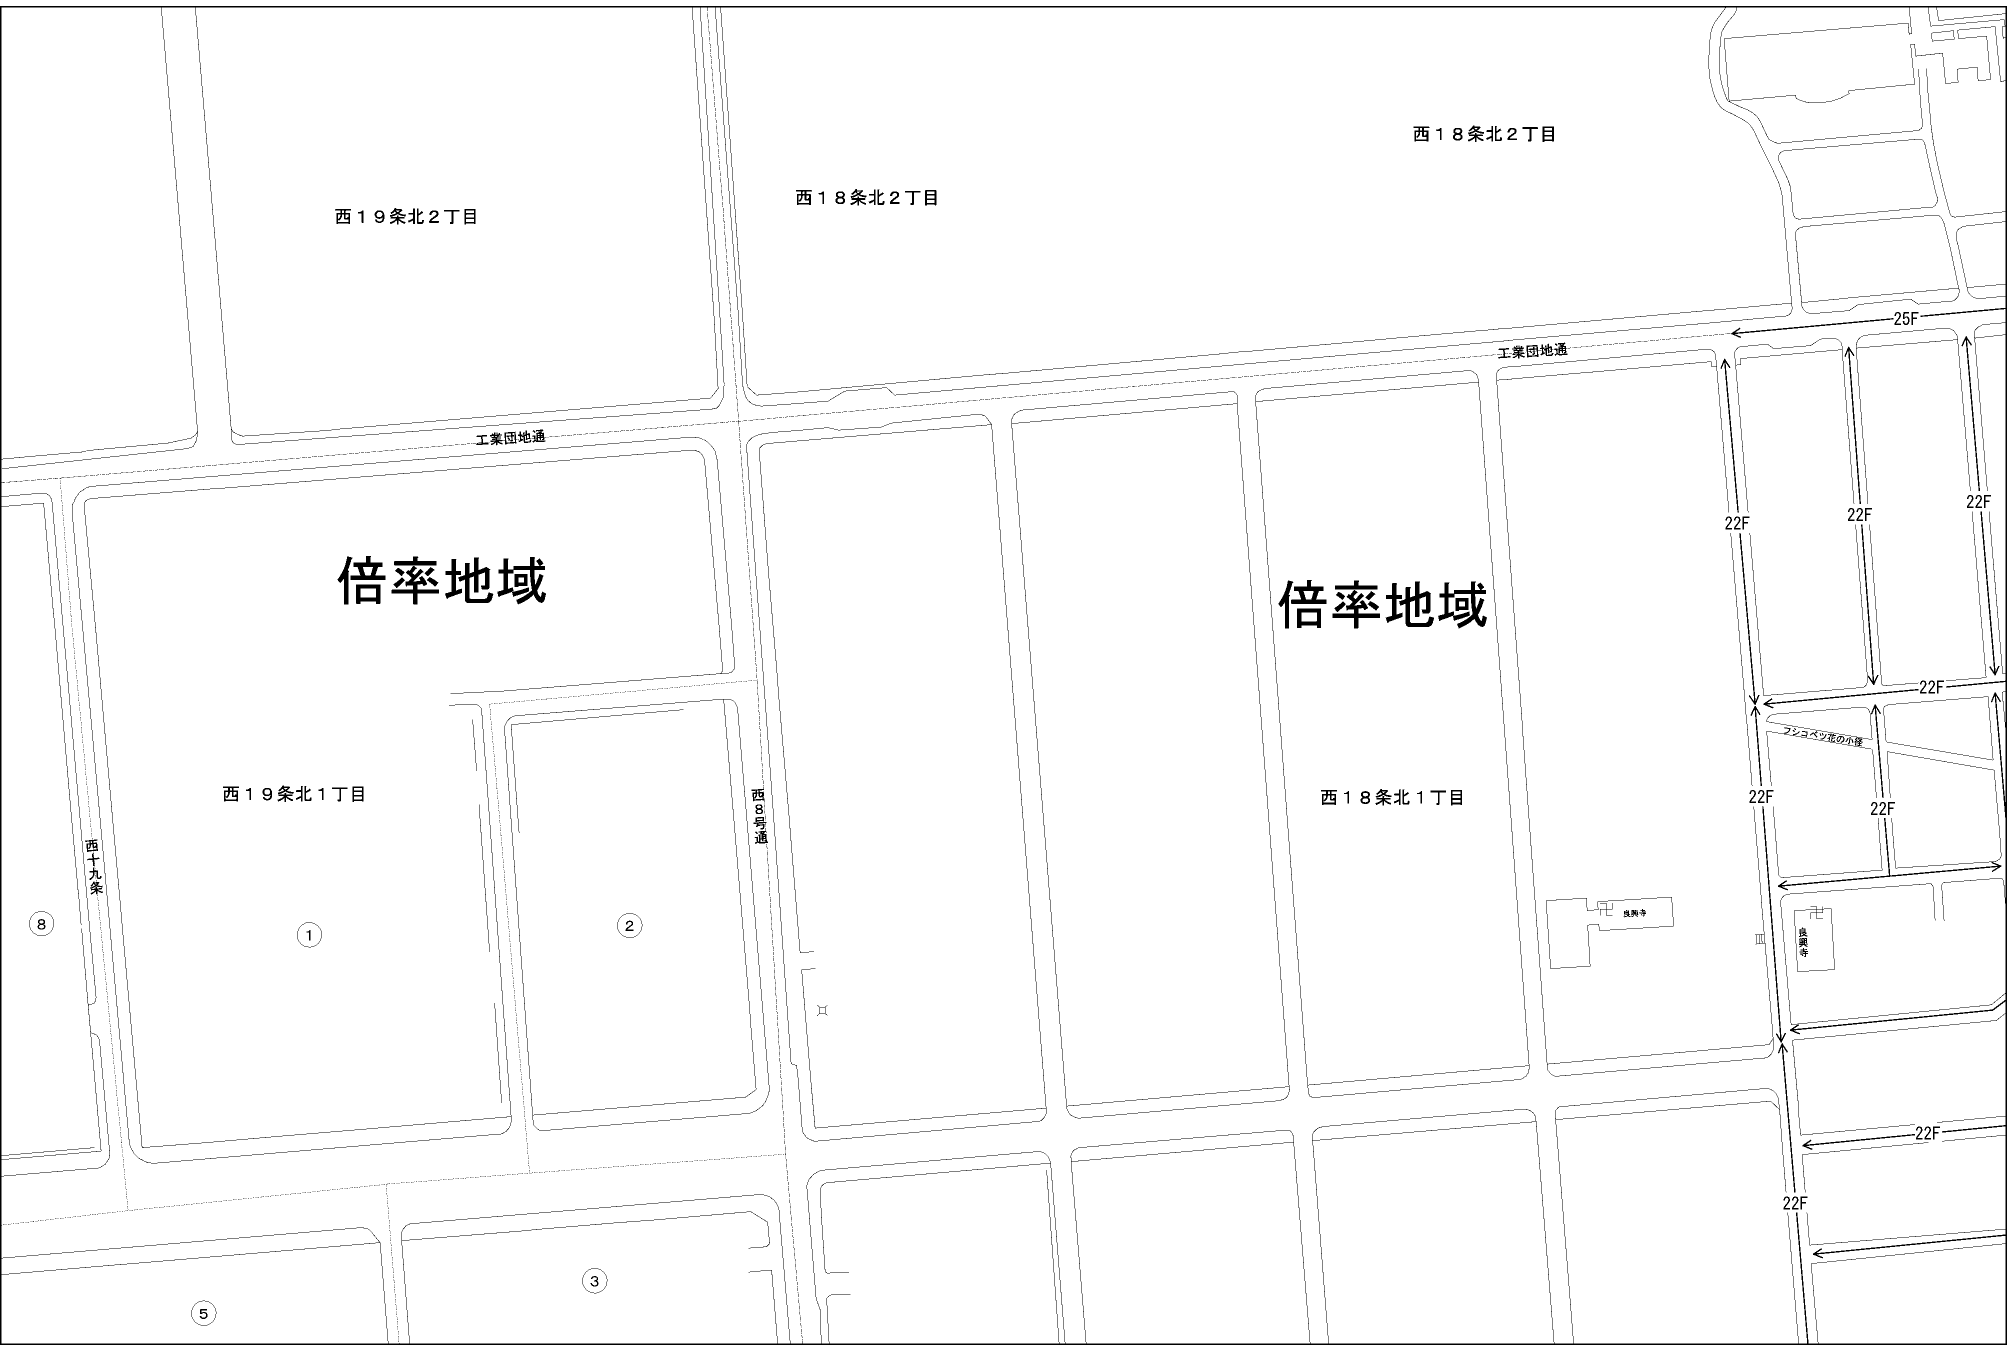 西１８条北２丁目
西１８条北２丁目
西１９条北２丁目
25F
工業団地通
工業団地通
22F
22F
22F
倍率地域
倍率地域
22F
フシコベツ花の小径
西１９条北１丁目
西１８条北１丁目
西８号通
22F
22F
西十九条
8
1
2
良興寺
良興寺
22F
22F
3
5